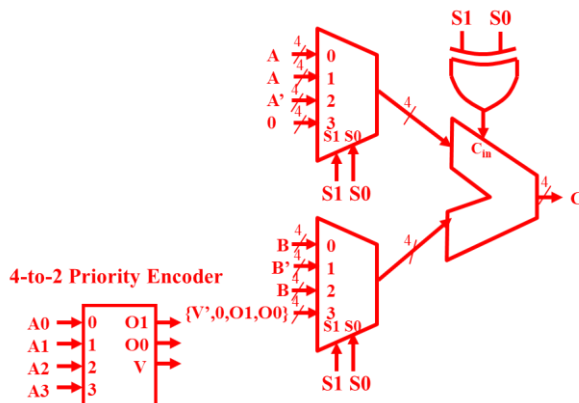 S1 S0
A 4 0
A 4 1
A' 4 2
0 4 3
S1 S0
4
Cin
S1 S0
4 C
B 4 0
B' 4 1
B 4 2
{V',0,O1,O0} 4 3
S1 S0
4
S1 S0
4-to-2 Priority Encoder
A0 0 O1
A1 1 O0
A2 2 V
A3 3